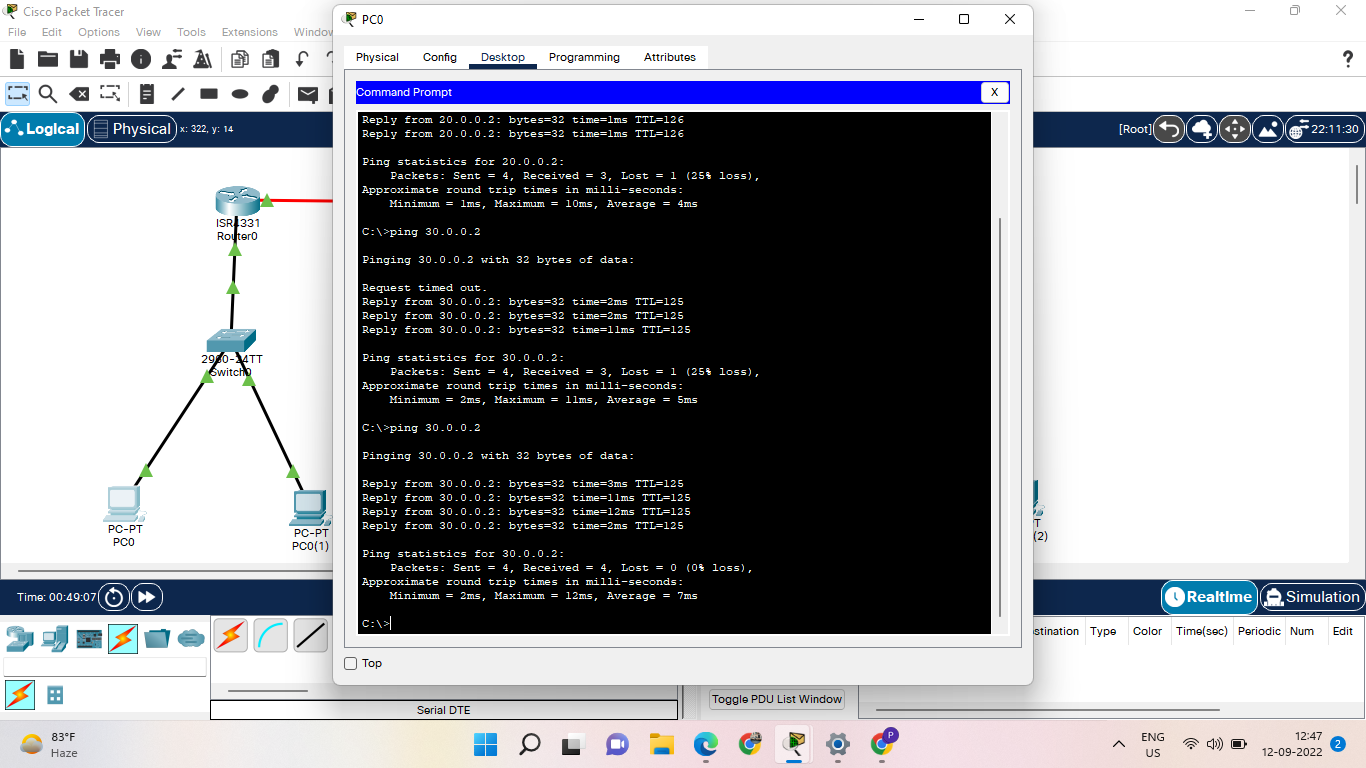 Cisco Packet Tracer
File Edit Options View Tools Extensions Window
x: 322, y: 14
Logical
Physical
[Root]
22:11:30
ISR4331
Router0
2960-24TT
Switch0
PC-PT
PC0
PC-PT
PC0(1)
T
(2)
PC0
Physical Config Desktop Programming Attributes
Command Prompt
X
Reply from 20.0.0.2: bytes=32 time=1ms TTL=126
Reply from 20.0.0.2: bytes=32 time=1ms TTL=126
Ping statistics for 20.0.0.2:
Packets: Sent = 4, Received = 3, Lost = 1 (25% loss),
Approximate round trip times in milli-seconds:
Minimum = 1ms, Maximum = 10ms, Average = 4ms
C:\>ping 30.0.0.2
Pinging 30.0.0.2 with 32 bytes of data:
Request timed out.
Reply from 30.0.0.2: bytes=32 time=2ms TTL=125
Reply from 30.0.0.2: bytes=32 time=2ms TTL=125
Reply from 30.0.0.2: bytes=32 time=11ms TTL=125
Ping statistics for 30.0.0.2:
Packets: Sent = 4, Received = 3, Lost = 1 (25% loss),
Approximate round trip times in milli-seconds:
Minimum = 2ms, Maximum = 11ms, Average = 5ms
C:\>ping 30.0.0.2
Pinging 30.0.0.2 with 32 bytes of data:
Reply from 30.0.0.2: bytes=32 time=3ms TTL=125
Reply from 30.0.0.2: bytes=32 time=11ms TTL=125
Reply from 30.0.0.2: bytes=32 time=12ms TTL=125
Reply from 30.0.0.2: bytes=32 time=2ms TTL=125
Ping statistics for 30.0.0.2:
Packets: Sent = 4, Received = 4, Lost = 0 (0% loss),
Approximate round trip times in milli-seconds:
Minimum = 2ms, Maximum = 12ms, Average = 7ms
C:\>
Top
Time: 00:49:07
Realtime
Simulation
stination Type Color Time(sec) Periodic Num Edit
Toggle PDU List Window
Serial DTE
83°F
Haze
P
ENG
US
12:47
12-09-2022
2